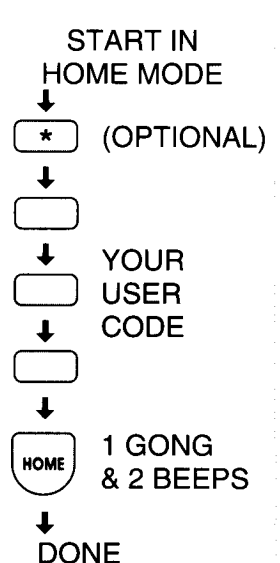 START IN
HOME MODE
* (OPTIONAL)
YOUR
USER
CODE
HOME
1 GONG
& 2 BEEPS
DONE